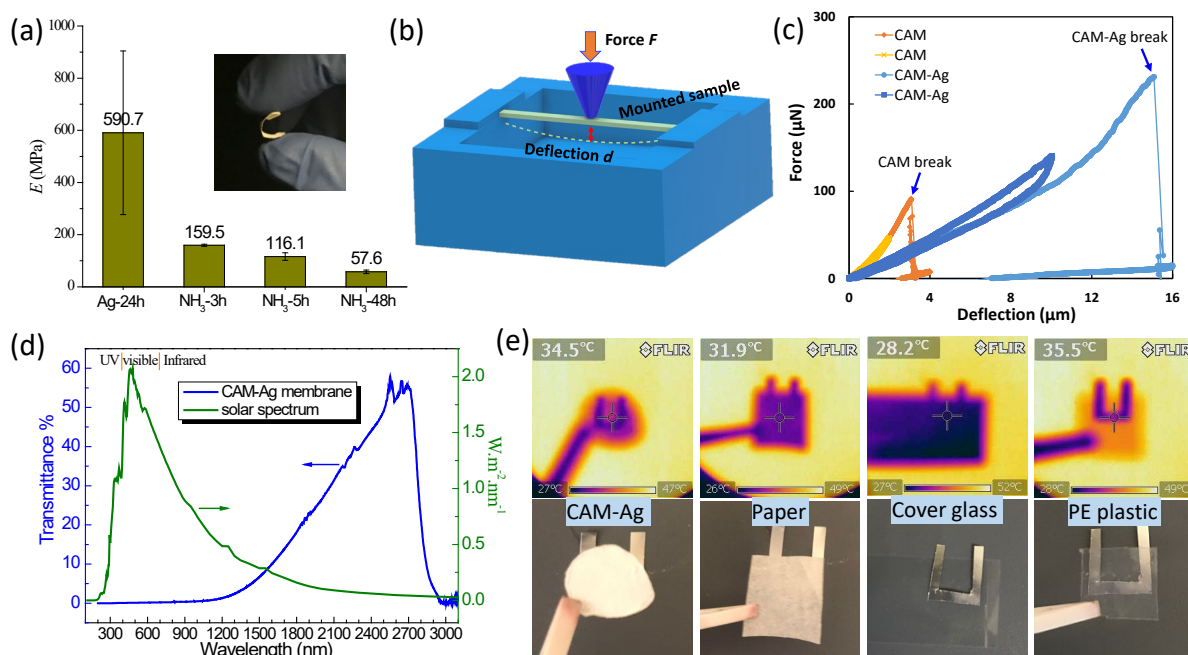 (a)
1000
800
600
400
200
0
E (MPa)
590.7
159.5
116.1
57.6
Ag-24h
NH3-3h
NH3-5h
NH3-48h
(b)
Force F
Mounted sample
Deflection d
(c)
300
200
100
0
Force (μN)
CAM
CAM
CAM-Ag
CAM-Ag
CAM-Ag break
CAM break
0
4
8
12
16
Deflection (μm)
(d)
UV visible Infrared
60
50
40
30
20
10
0
Transmittance %
CAM-Ag membrane
solar spectrum
2.0
1.5
1.0
0.5
0.0
W.m-2nm-1
300 600 900 1200 1500 1800 2100 2400 2700 3000
Wavelength (nm)
(e)
34.5°C
FLIR
27°C
47°C
31.9°C
FLIR
26°C
49°C
28.2°C
FLIR
27°C
52°C
35.5°C
FLIR
28°C
49°C
CAM-Ag
Paper
Cover glass
PE plastic